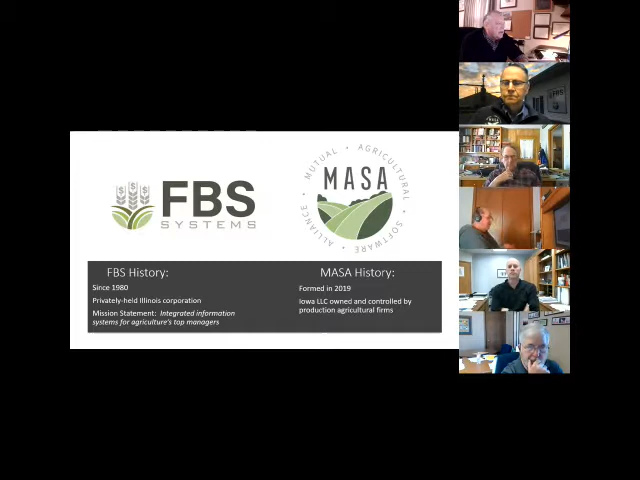 FBS
SYSTEMS
MUTUAL • AGRICULTURAL • SOFTWARE • ALLIANCE •
MASA
FBS History:
Since 1980
Privately-held Illinois corporation
Mission Statement: Integrated information
systems for agriculture's top managers
MASA History:
Formed in 2019
Iowa LLC owned and controlled by
production agricultural firms
FBS